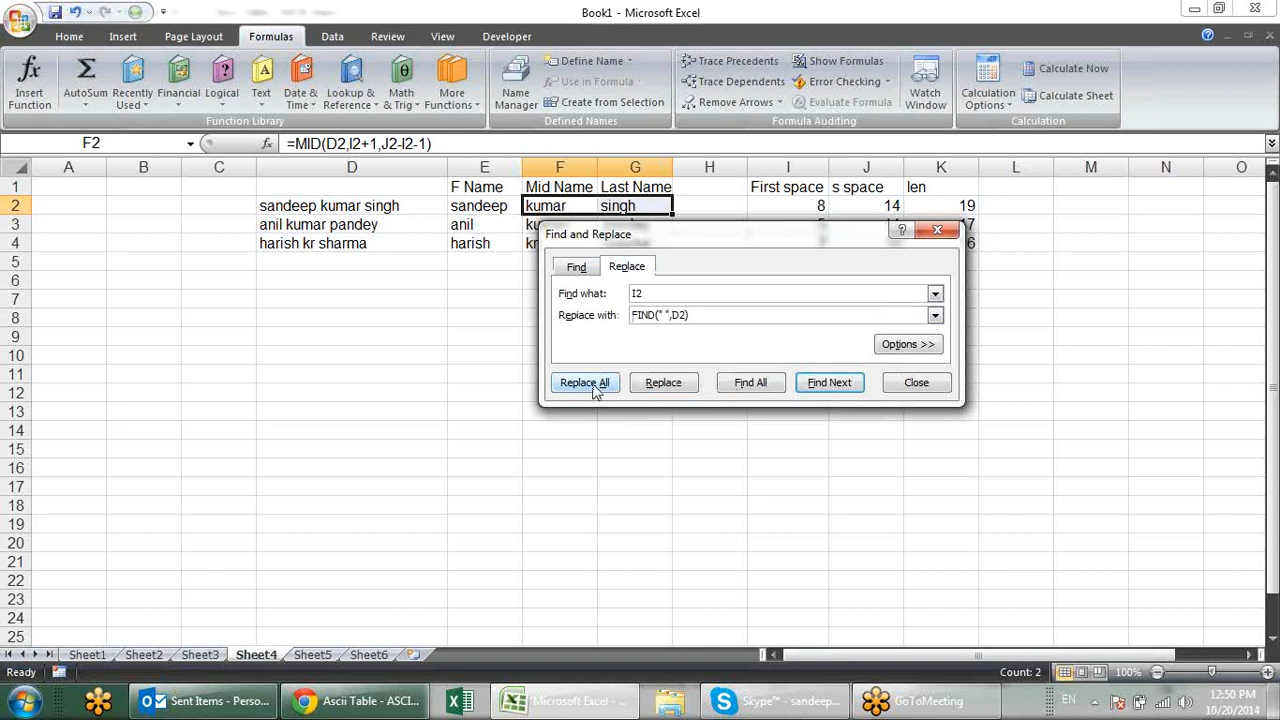 Book1 - Microsoft Excel
Home Insert Page Layout Formulas Data Review View Developer
fx Insert Function
Σ AutoSum
Recently Used
Financial
Logical
A Text
Date & Time
Lookup & Reference
θ Math & Trig
More Functions
Function Library
Name Manager
Define Name
Use in Formula
Create from Selection
Defined Names
Trace Precedents
Trace Dependents
Remove Arrows
Show Formulas
Error Checking
Evaluate Formula
Formula Auditing
Watch Window
Calculation Options
Calculate Now
Calculate Sheet
Calculation
F2 fx =MID(D2,I2+1,J2-I2-1)
A B C D E F G H I J K L M N O
1 F Name Mid Name Last Name First space s space len
2 sandeep kumar singh sandeep kumar singh 8 14 19
3 anil kumar pandey anil
4 harish kr sharma harish kr
5
6
7
8
9
10
11
12
13
14
15
16
17
18
19
20
21
22
23
24
25
Find and Replace
Find Replace
Find what: I2
Replace with: FIND(" ",D2)
Options >>
Replace All Replace Find All Find Next Close
Sheet1 Sheet2 Sheet3 Sheet4 Sheet5 Sheet6
Ready Count: 2 100%
Sent Items - Perso... Ascii Table - ASCI... Microsoft Excel - ... Skype™ - sandeep... GoToMeeting EN 12:50 PM
10/20/2014